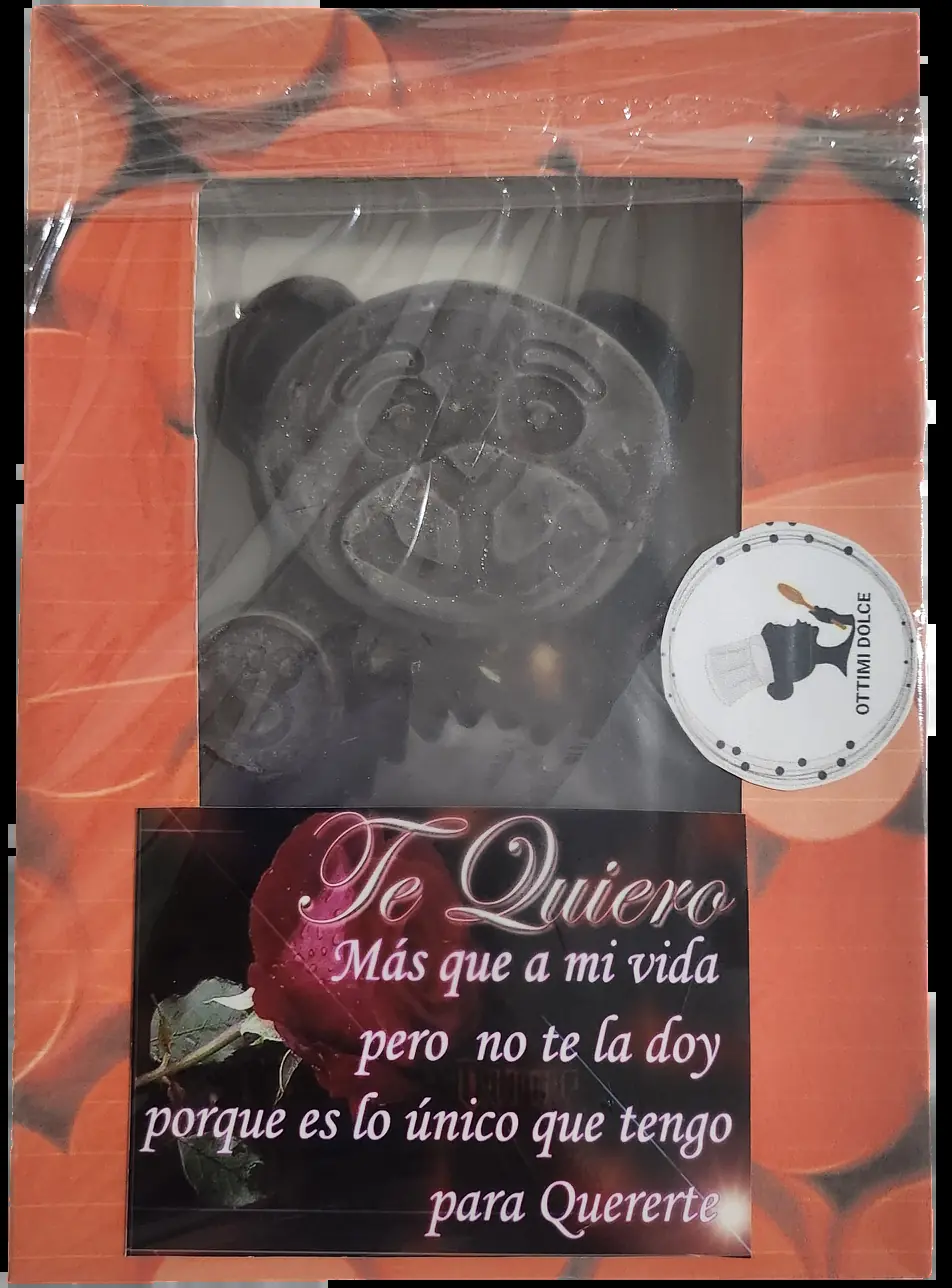 OTTIMI DOLCE
Te Quiero
Más que a mi vida
pero no te la doy
porque es lo único que tengo
para Quererte